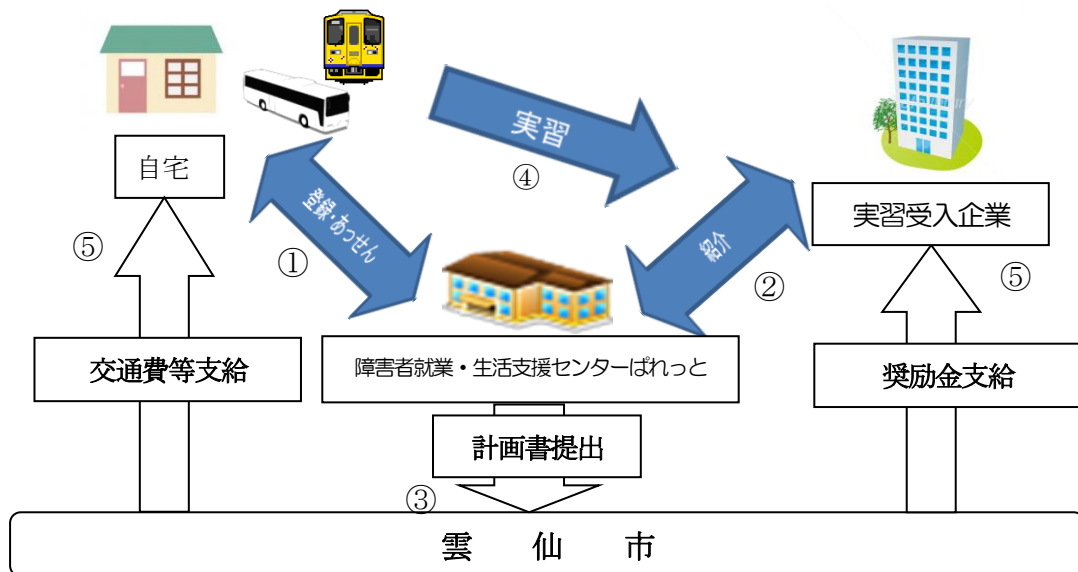 実習
④
自宅
登録・あっせん
①
紹介
②
実習受入企業
⑤
⑤
交通費等支給
障害者就業・生活支援センターぱれっと
奨励金支給
計画書提出
③
雲 仙 市